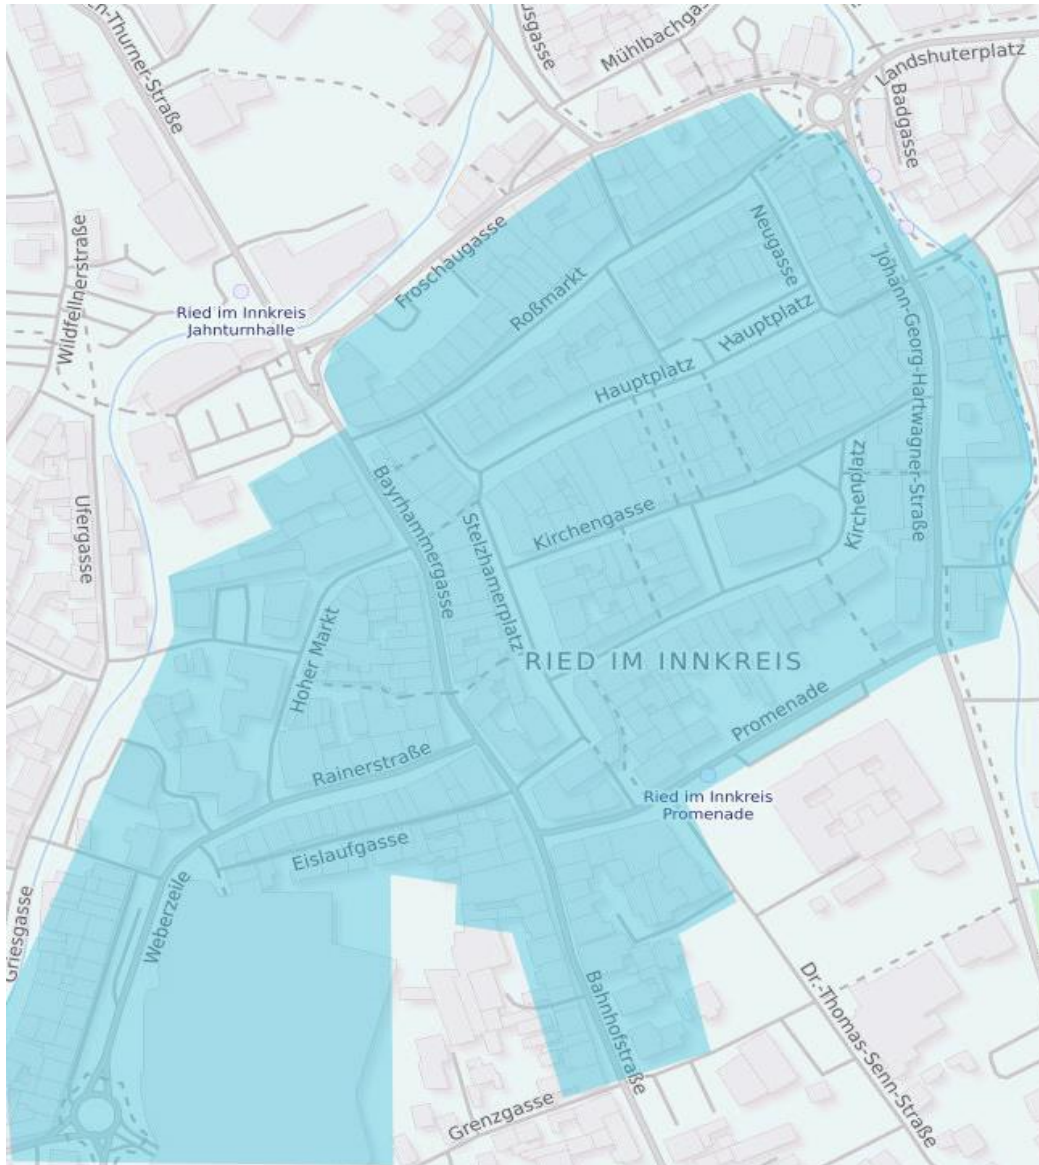 Mühlbachgasse
Landshuterplatz
Badgasse
Wildfellnerstraße
Froschaugasse
Neugasse
Roßmarkt
Johann-Georg-Hartwagner-Straße
Ried im Innkreis
Jahnturnhalle
Hauptplatz
Hauptplatz
Bayrhammergasse
Stelzhamerplatz
Kirchengasse
Kirchenplatz
Ufergasse
Hoher Markt
RIED IM INNKREIS
Promenade
Rainerstraße
Ried im Innkreis
Promenade
Eislaufgasse
Weberzeile
Griesgasse
Bahnhofstraße
Dr.-Thomas-Senn-Straße
Grenzgasse